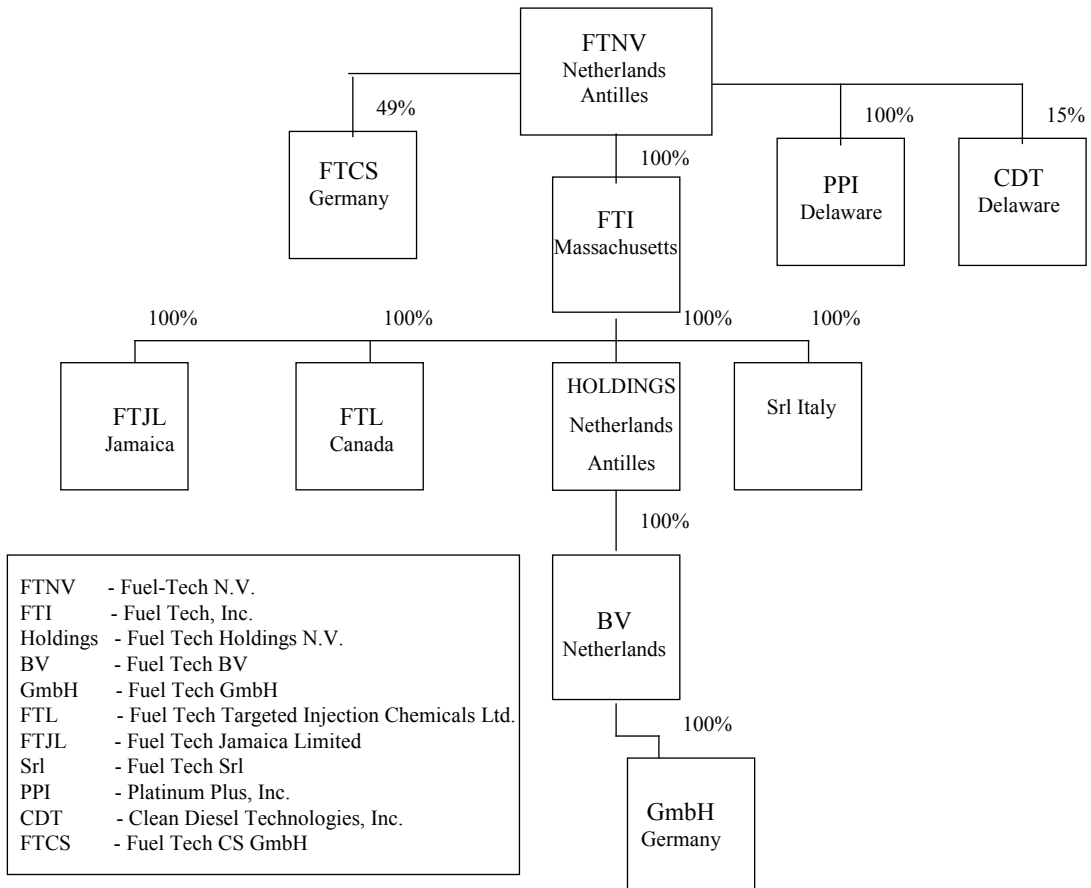 FTNV
Netherlands
Antilles
49%
100%
15%
100%
FTCS
Germany
PPI
Delaware
CDT
Delaware
FTI
Massachusetts
100%
100%
100%
100%
FTJL
Jamaica
FTL
Canada
HOLDINGS
Netherlands
Antilles
Srl Italy
100%
BV
Netherlands
100%
GmbH
Germany
FTNV - Fuel-Tech N.V.
FTI - Fuel Tech, Inc.
Holdings - Fuel Tech Holdings N.V.
BV - Fuel Tech BV
GmbH - Fuel Tech GmbH
FTL - Fuel Tech Targeted Injection Chemicals Ltd.
FTJL - Fuel Tech Jamaica Limited
Srl - Fuel Tech Srl
PPI - Platinum Plus, Inc.
CDT - Clean Diesel Technologies, Inc.
FTCS - Fuel Tech CS GmbH